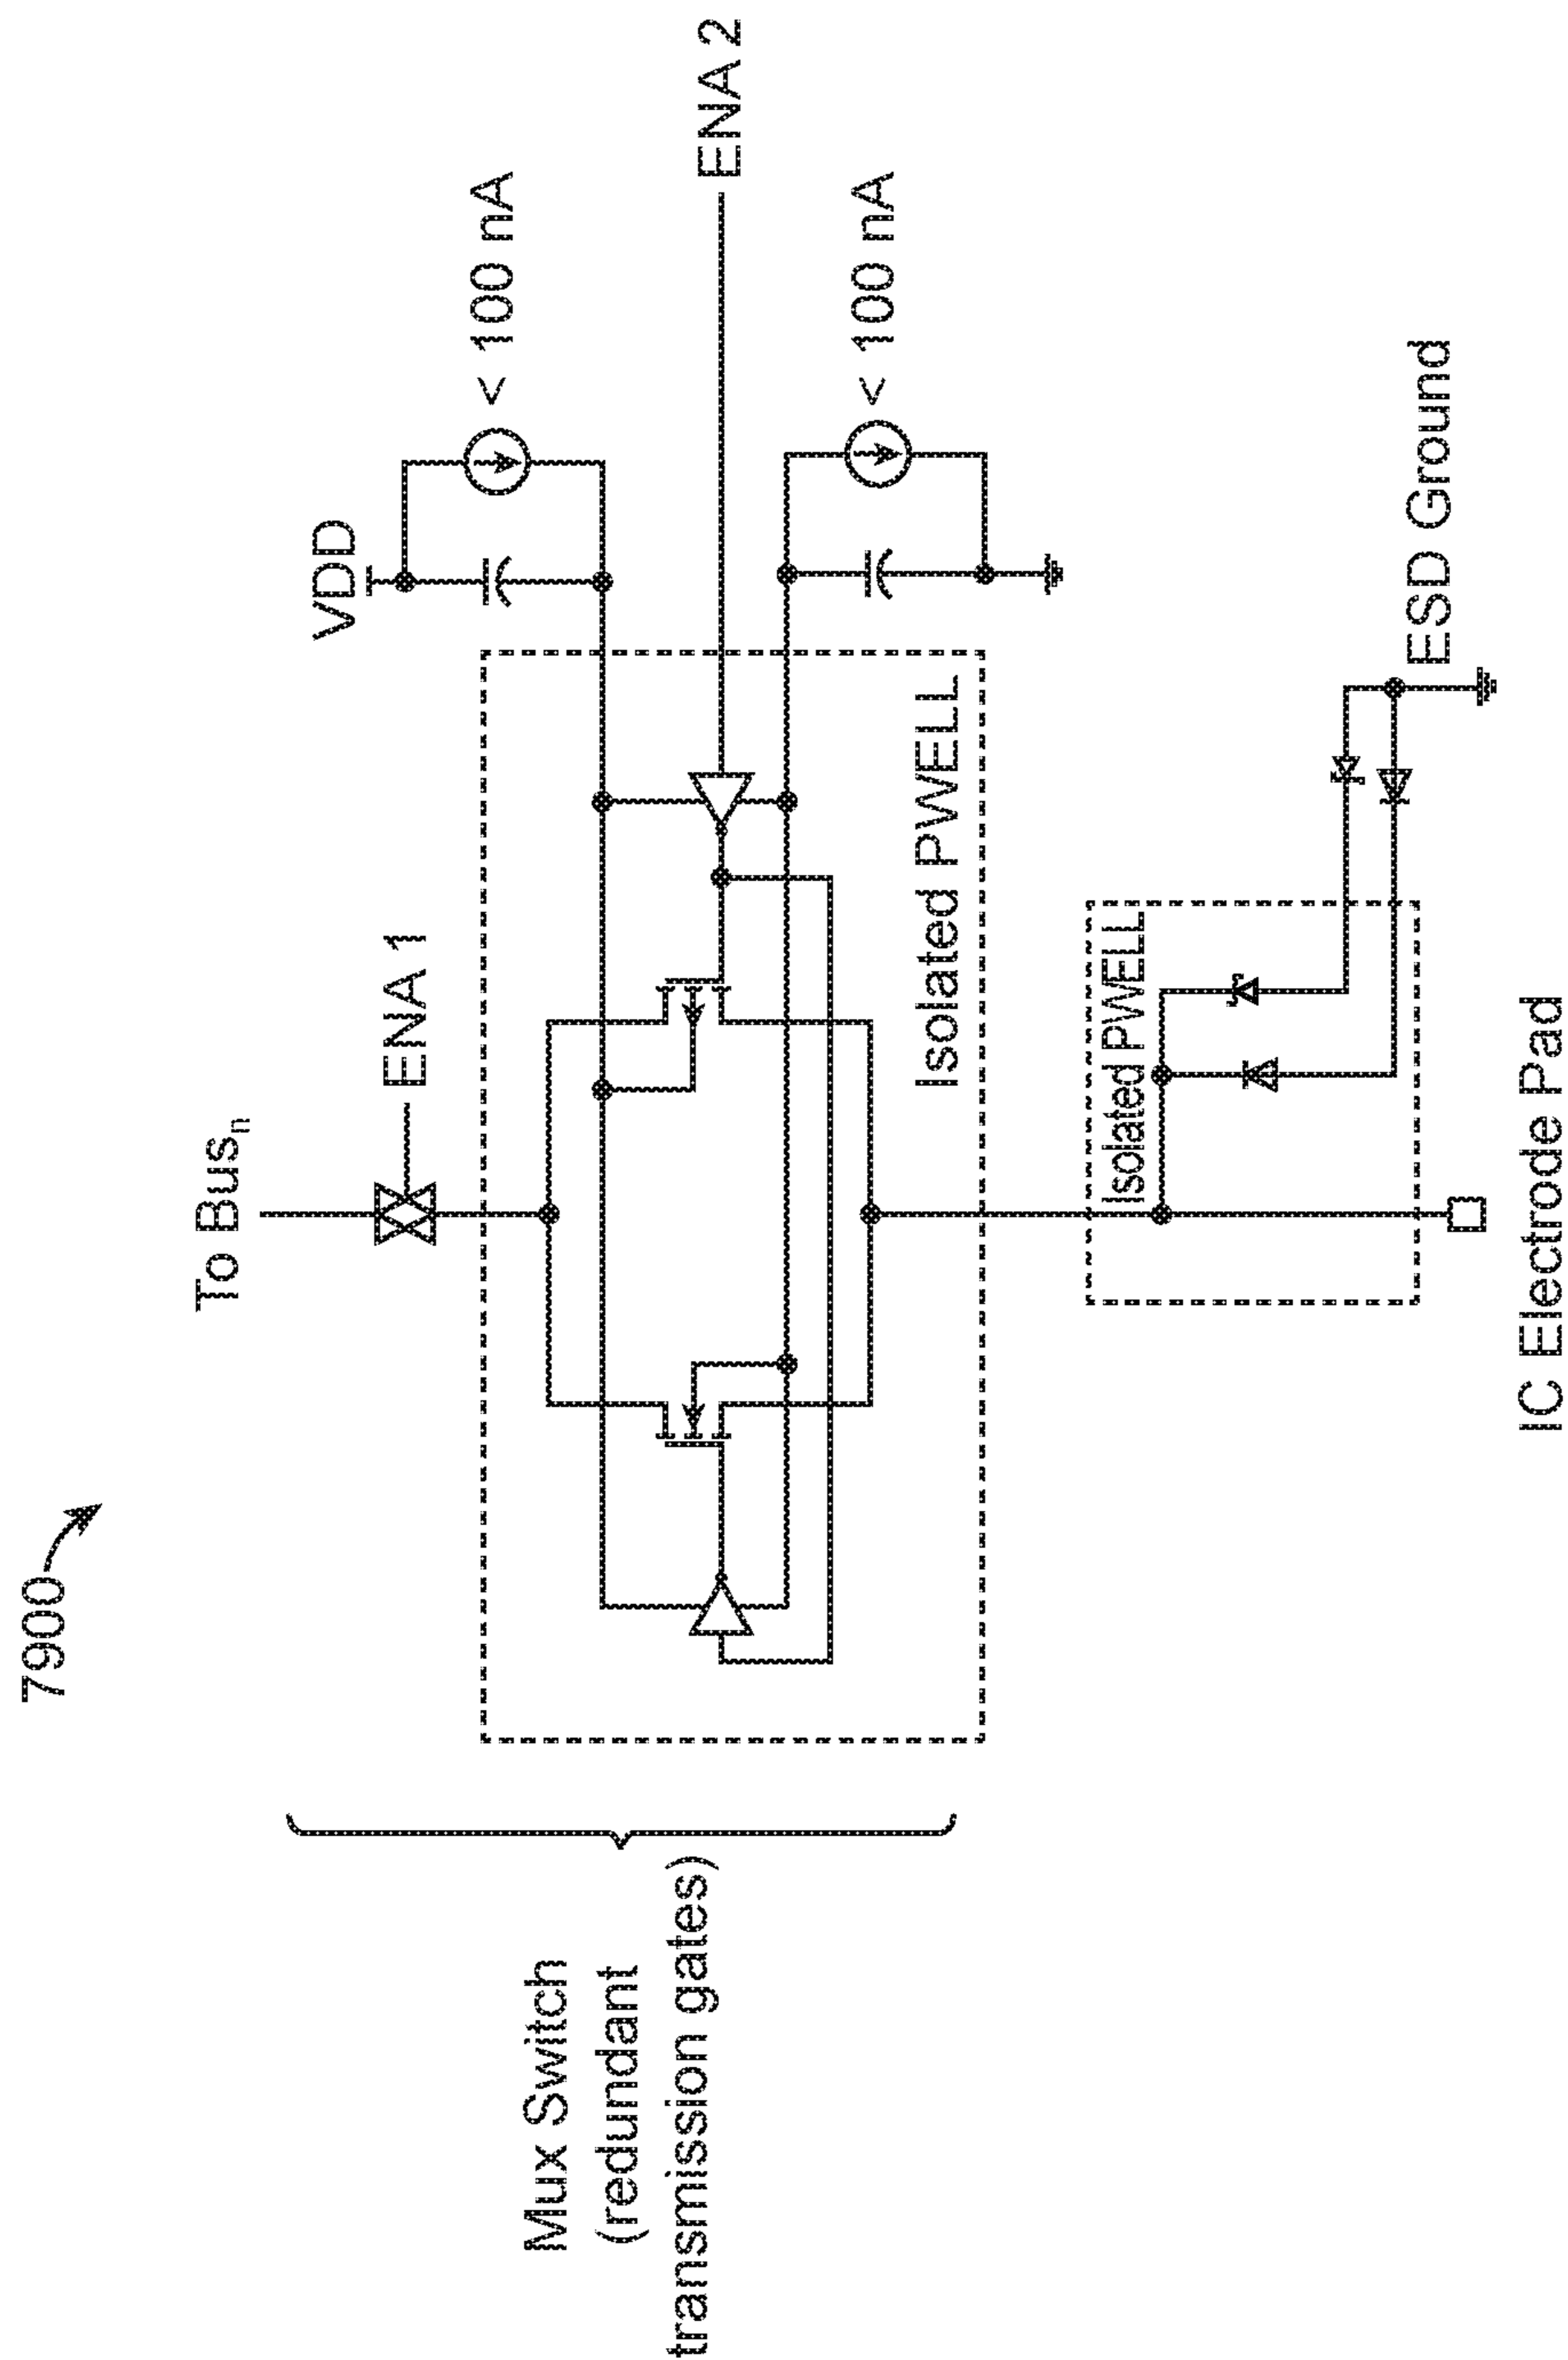 7900
To Busn
ENA 1
VDD
< 100 nA
ENA 2
< 100 nA
Mux Switch
(redundant
transmission gates)
Isolated PWELL
Isolated PWELL
ESD Ground
IC Electrode Pad